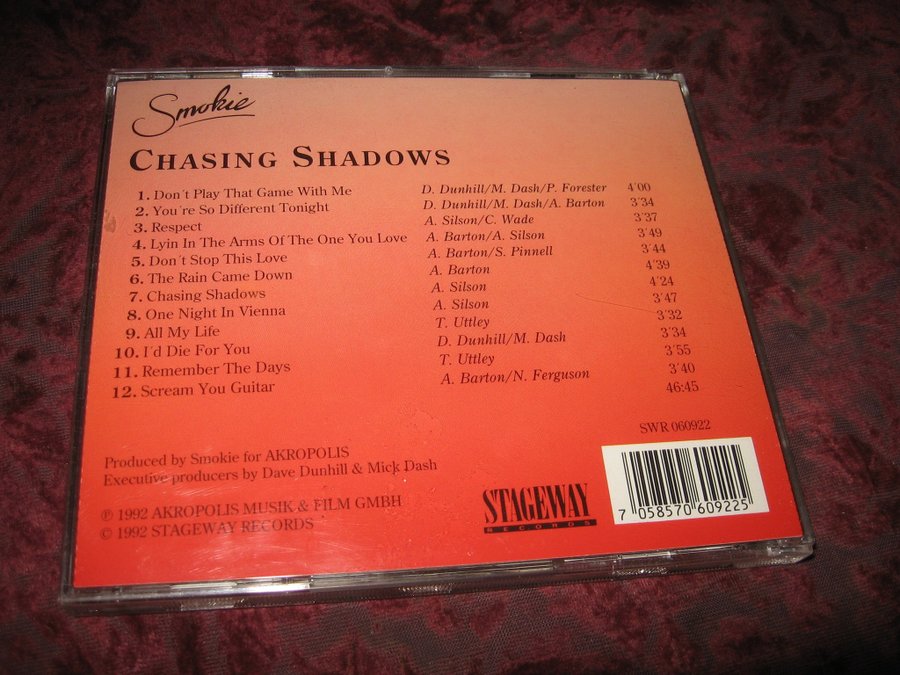 Smokie
CHASING SHADOWS
1. Don´t Play That Game With Me D. Dunhill/M. Dash/P. Forester 4´00
2. You´re So Different Tonight D. Dunhill/M. Dash/A. Barton 3´34
3. Respect A. Silson/C. Wade 3´37
4. Lyin In The Arms Of The One You Love A. Barton/A. Silson 3´49
5. Don´t Stop This Love A. Barton/S. Pinnell 3´44
6. The Rain Came Down A. Barton 4´39
7. Chasing Shadows A. Silson 4´24
8. One Night In Vienna A. Silson 3´47
9. All My Life T. Uttley 3´32
10. I´d Die For You D. Dunhill/M. Dash 3´34
11. Remember The Days T. Uttley 3´55
12. Scream You Guitar A. Barton/N. Ferguson 3´40
46:45
SWR 060922
Produced by Smokie for AKROPOLIS
Executive producers by Dave Dunhill & Mick Dash
℗ 1992 AKROPOLIS MUSIK & FILM GMBH
© 1992 STAGEWAY RECORDS
STAGEWAY
RECORDS
7 058570 609225